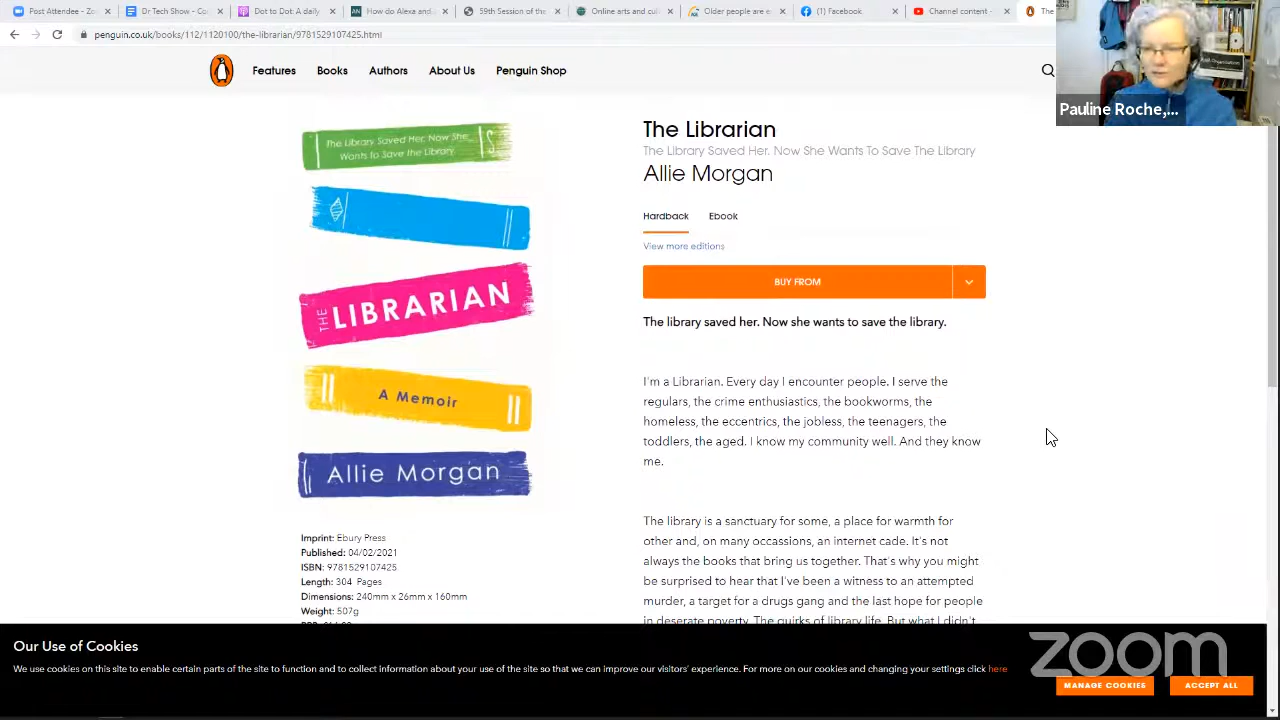 Post Attendee - Zo
Dr Tech Show - Co
Dot to Dot: A daily
How do Alexa and
59th Session of the
Online arts and cul
Older people are e
(1) Facebook
Channel content -
The
penguin.co.uk/books/112/1120100/the-librarian/9781529107425.html
Features
Books
Authors
About Us
Penguin Shop
Pauline Roche,...
The Library Saved Her. Now She
Wants to Save the Library.
THE LIBRARIAN
A Memoir
Allie Morgan
Imprint: Ebury Press
Published: 04/02/2021
ISBN: 9781529107425
Length: 304 Pages
Dimensions: 240mm x 26mm x 160mm
Weight: 507g
The Librarian
The Library Saved Her. Now She Wants To Save The Library
Allie Morgan
Hardback
Ebook
View more editions
BUY FROM
The library saved her. Now she wants to save the library.
I'm a Librarian. Every day I encounter people. I serve the
regulars, the crime enthusiastics, the bookworms, the
homeless, the eccentrics, the jobless, the teenagers, the
toddlers, the aged. I know my community well. And they know
me.
The library is a sanctuary for some, a place for warmth for
other and, on many occassions, an internet cade. It's not
always the books that bring us together. That's why you might
be surprised to hear that I've been a witness to an attempted
murder, a target for a drugs gang and the last hope for people
in deserate poverty. The quirks of library life. But what I didn't
Our Use of Cookies
We use cookies on this site to enable certain parts of the site to function and to collect information about your use of the site so that we can improve our visitors' experience. For more on our cookies and changing your settings click here
zoom
MANAGE COOKIES
ACCEPT ALL